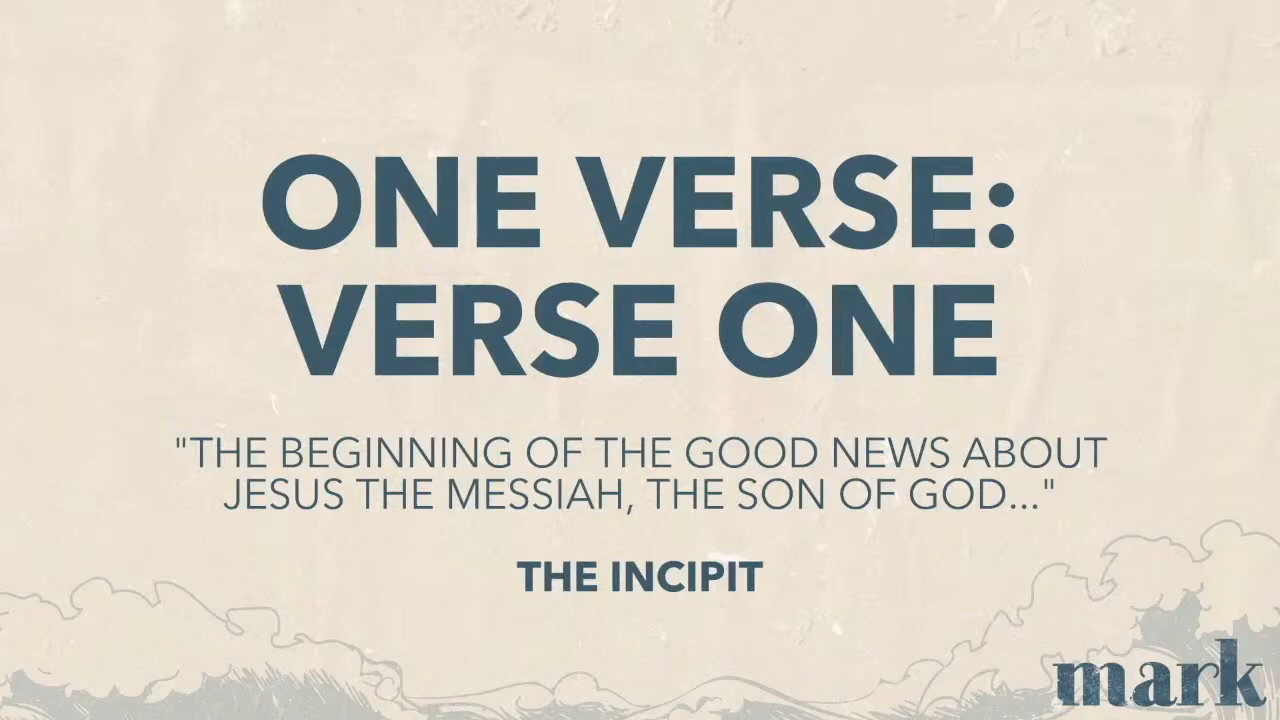 ONE VERSE:
VERSE ONE
"THE BEGINNING OF THE GOOD NEWS ABOUT
JESUS THE MESSIAH, THE SON OF GOD..."
THE INCIPIT
mark